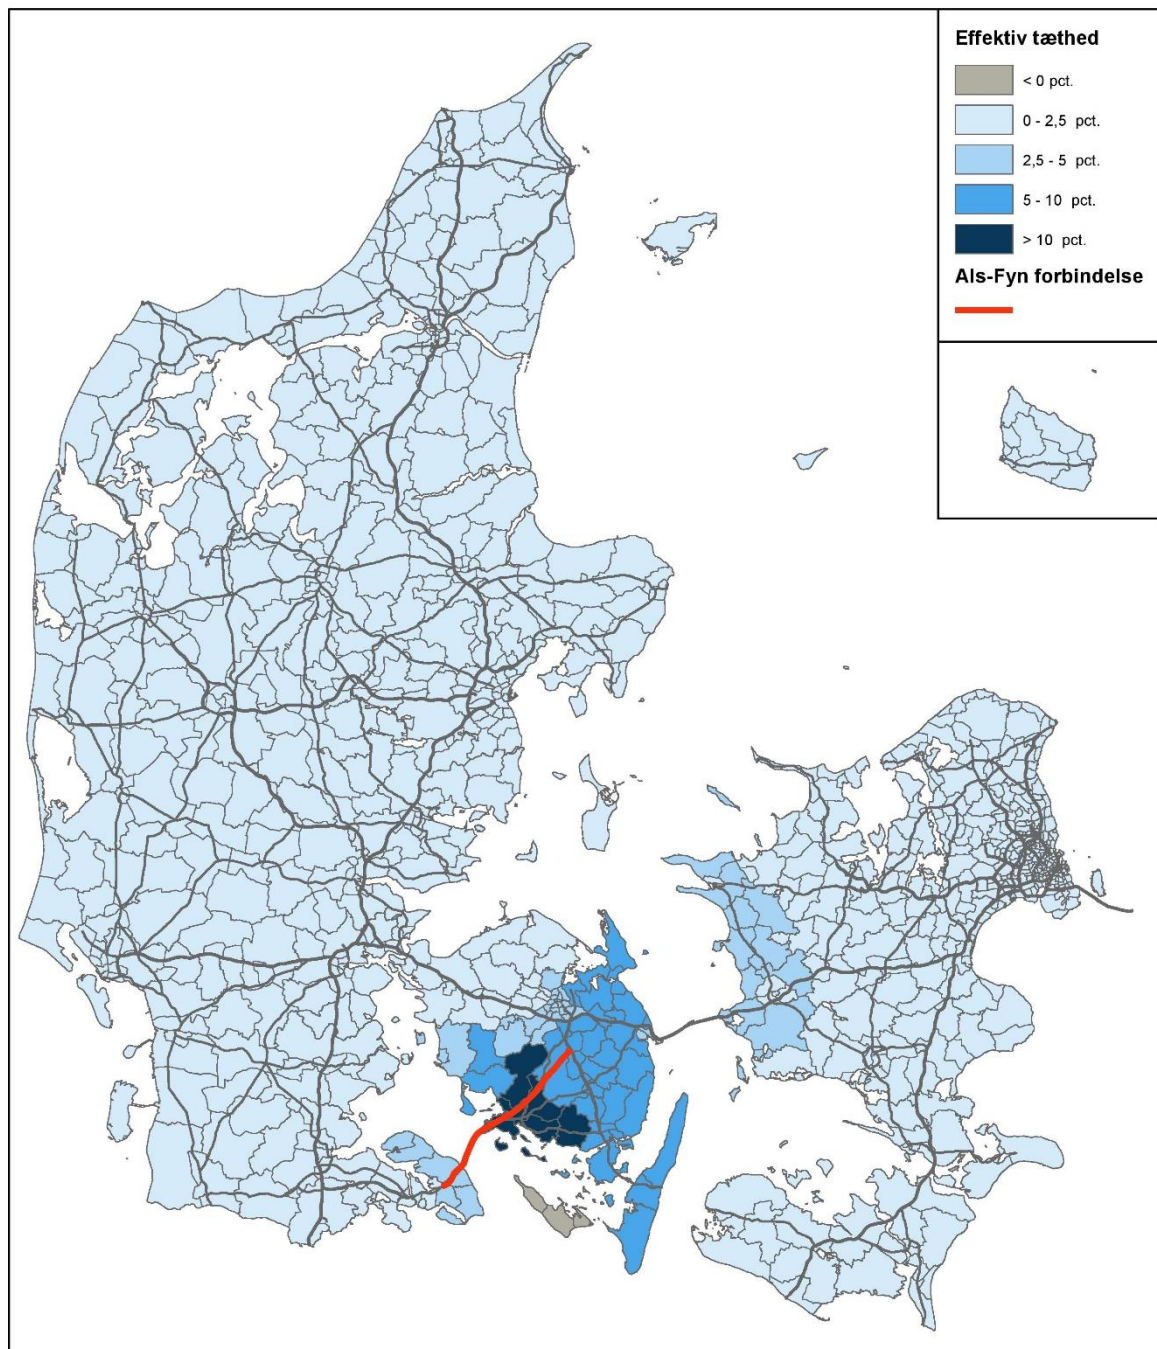 Effektiv tæthed
< 0 pct.
0 - 2,5 pct.
2,5 - 5 pct.
5 - 10 pct.
> 10 pct.
Als-Fyn forbindelse